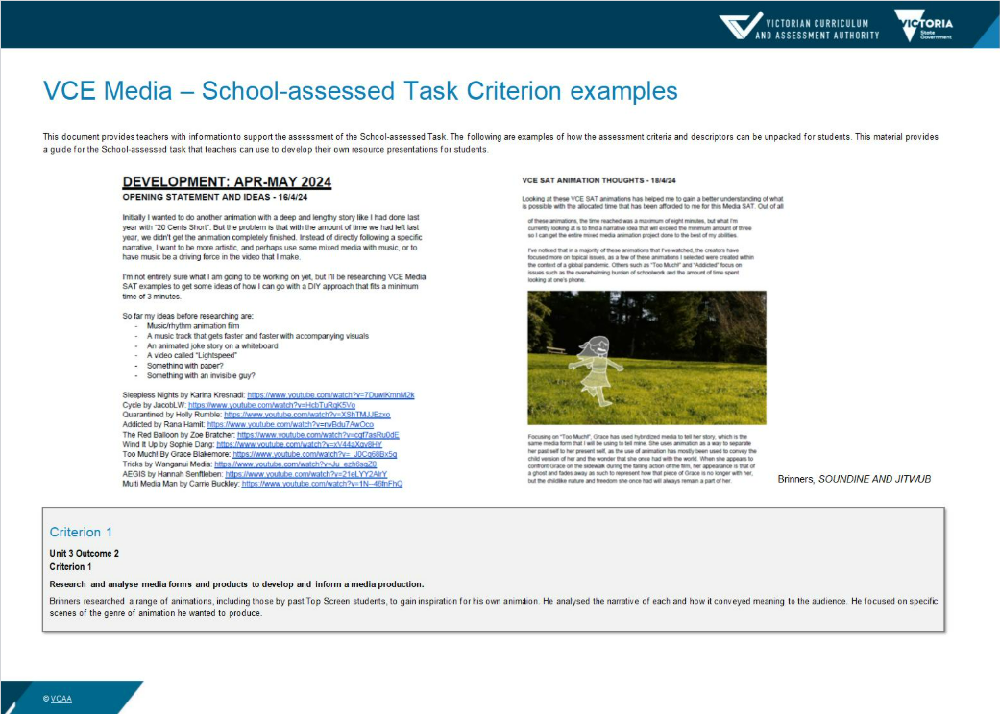 VICTORIAN CURRICULUM
AND ASSESSMENT AUTHORITY
VICTORIA
State
Government
VCE Media – School-assessed Task Criterion examples
This document provides teachers with information to support the assessment of the School-assessed Task. The following are examples of how the assessment criteria and descriptors can be unpacked for students. This material provides
a guide for the School-assessed task that teachers can use to develop their own resource presentations for students.
DEVELOPMENT: APR-MAY 2024
OPENING STATEMENT AND IDEAS - 16/4/24
Initially I wanted to do another animation with a deep and lengthy story like I had done last
year with "20 Cents Short". But the problem is that with the amount of time we had left last
year, we didn't get the animation completely finished. Instead of directly following a specific
narrative, I want to be more artistic, and perhaps use some mixed media with music, or to
have music be a driving force in the video that I make.
I'm not entirely sure what I am going to be working on yet, but I'll be researching VCE Media
SAT examples to get some ideas of how I can go with a DIY approach that fits a minimum
time of 3 minutes.
So far my ideas before researching are:
- Music/rhythm animation film
- A music track that gets faster and faster with accompanying visuals
- An animated joke story on a whiteboard
- A video called "Lightspeed"
- Something with paper?
- Something with an invisible guy?
Sleepless Nights by Karina Kresnadi: https://www.youtube.com/watch?v=7DuwlKmnM2k
Cycle by JacobLW: https://www.youtube.com/watch?v=HcbTuRqK5Vo
Quarantined by Holly Rumble: https://www.youtube.com/watch?v=XShTMJJEzxo
Addicted by Rana Hamit: https://www.youtube.com/watch?v=nvBdu7AwOco
The Red Balloon by Zoe Bratcher: https://www.youtube.com/watch?v=cgf7asRu0dE
Wind It Up by Sophie Dang: https://www.youtube.com/watch?v=xV44aXgv8HY
Too Much! By Grace Blakemore: https://www.youtube.com/watch?v=_J0Cg68Bx5g
Tricks by Wanganui Media: https://www.youtube.com/watch?v=Ju_ezh6sqZ0
AEGIS by Hannah Senftleben: https://www.youtube.com/watch?v=21eLYY2AIrY
Multi Media Man by Carrie Buckley: https://www.youtube.com/watch?v=1N--46fnFhQ
VCE SAT ANIMATION THOUGHTS - 18/4/24
Looking at these VCE SAT animations has helped me to gain a better understanding of what
is possible with the allocated time that has been afforded to me for this Media SAT. Out of all
of these animations, the time reached was a maximum of eight minutes, but what I'm
currently looking at is to find a narrative idea that will exceed the minimum amount of three
so I can get the entire mixed media animation project done to the best of my abilities.
I've noticed that in a majority of these animations that I've watched, the creators have
focused more on topical issues, as a few of these animations I selected were created within
the context of a global pandemic. Others such as "Too Much!" and "Addicted" focus on
issues such as the overwhelming burden of schoolwork and the amount of time spent
looking at one's phone.
Focusing on "Too Much!", Grace has used hybridized media to tell her story, which is the
same media form that I will be using to tell mine. She uses animation as a way to separate
her past self to her present self, as the use of animation has mostly been used to convey the
child version of her and the wonder that she once had with the world. When she appears to
confront Grace on the sidewalk during the falling action of the film, her appearance is that of
a ghost and fades away as such to represent how that piece of Grace is no longer with her,
but the childlike nature and freedom she once had will always remain a part of her.
Brinners, SOUNDINE AND JITWUB
Criterion 1
Unit 3 Outcome 2
Criterion 1
Research and analyse media forms and products to develop and inform a media production.
Brinners researched a range of animations, including those by past Top Screen students, to gain inspiration for his own animation. He analysed the narrative of each and how it conveyed meaning to the audience. He focused on specific
scenes of the genre of animation he wanted to produce.
© VCAA